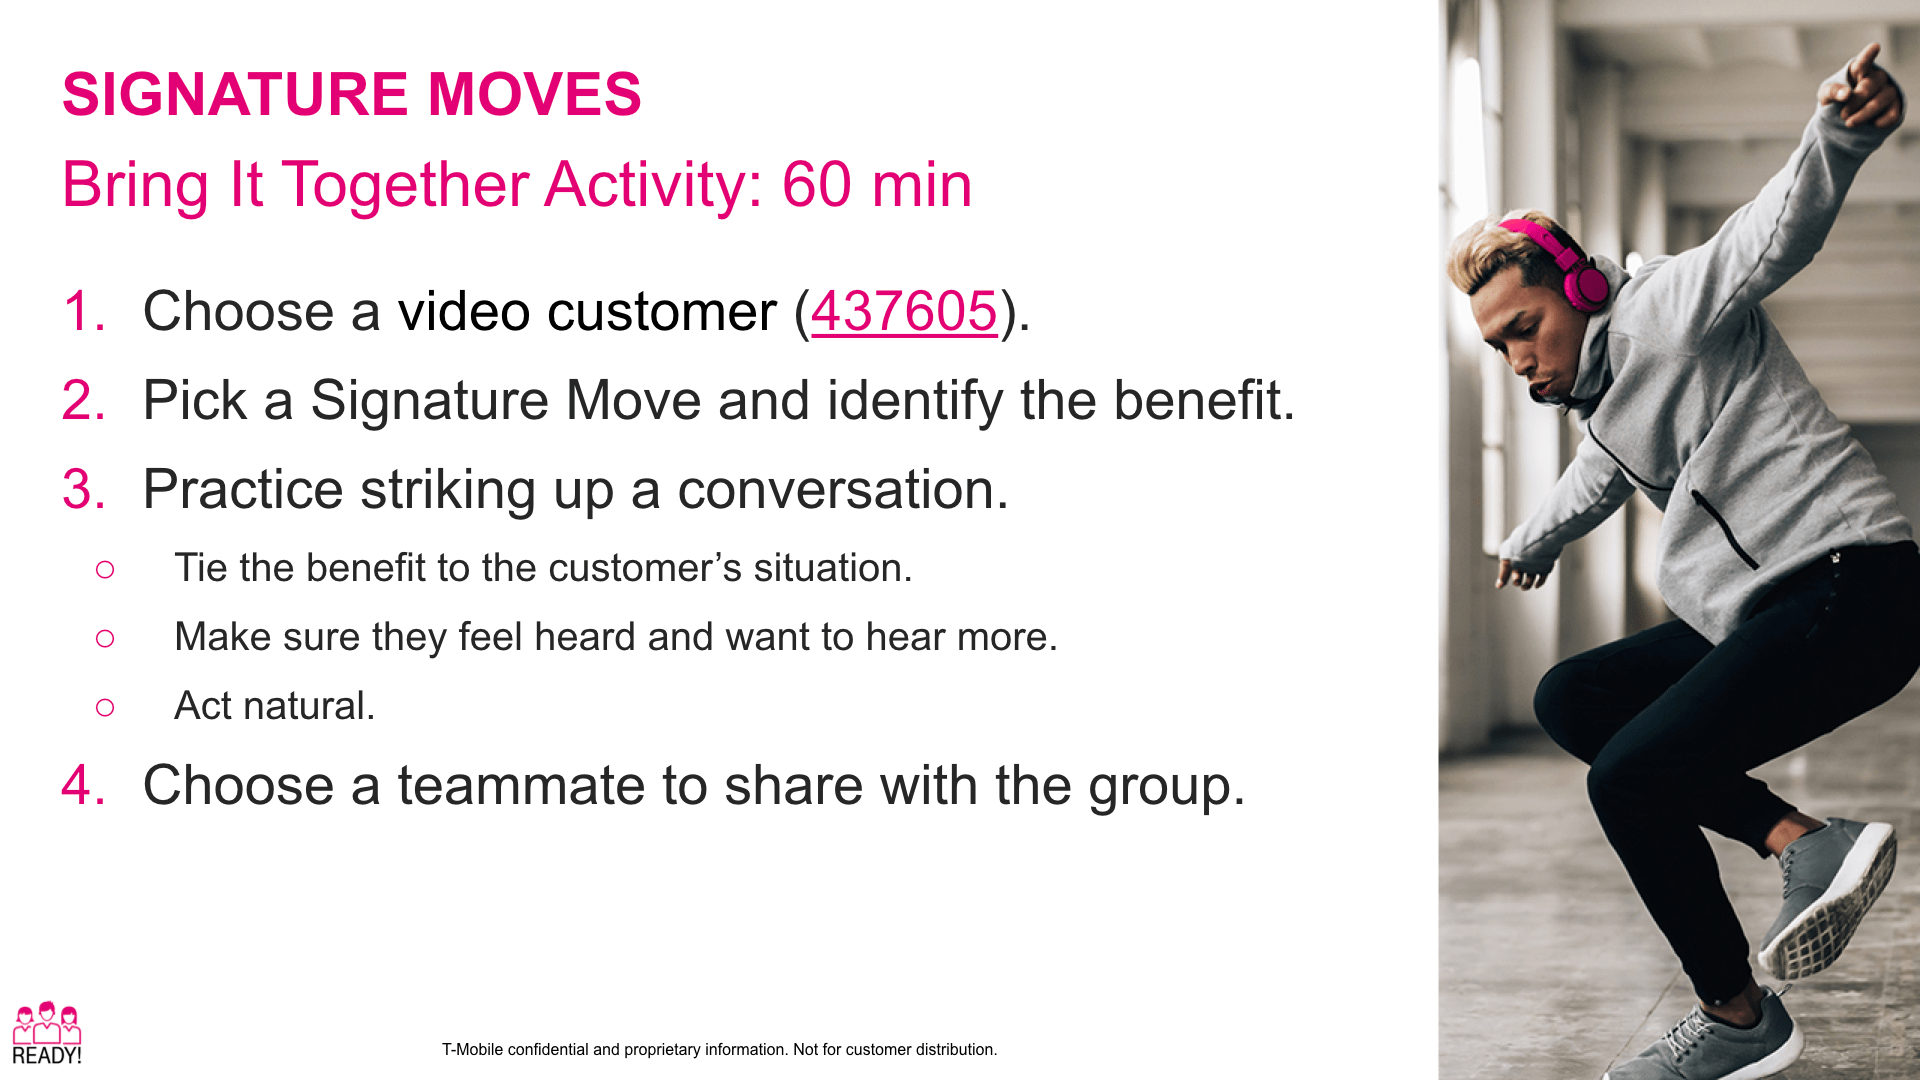 SIGNATURE MOVES
Bring It Together Activity: 60 min
1. Choose a video customer (437605).
2. Pick a Signature Move and identify the benefit.
3. Practice striking up a conversation.
○ Tie the benefit to the customer’s situation.
○ Make sure they feel heard and want to hear more.
○ Act natural.
4. Choose a teammate to share with the group.
READY!
T-Mobile confidential and proprietary information. Not for customer distribution.